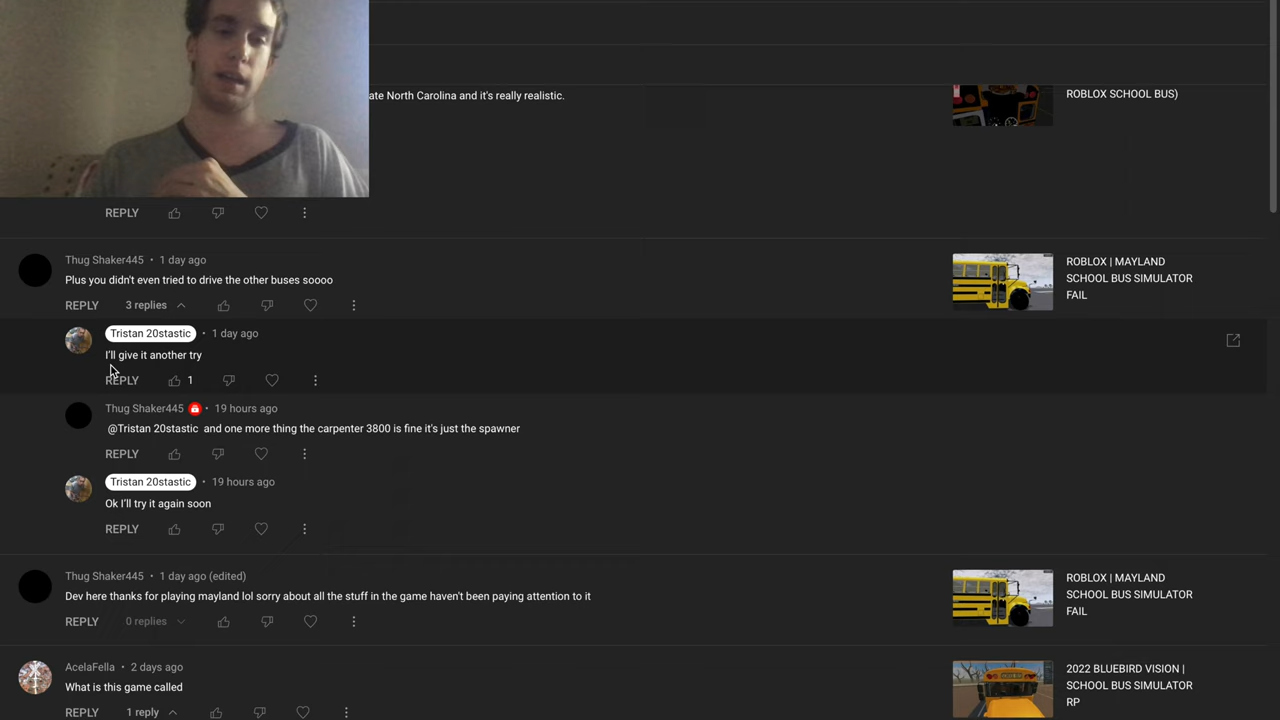 ate North Carolina and it's really realistic.
ROBLOX SCHOOL BUS)
REPLY
Thug Shaker445 • 1 day ago
Plus you didn't even tried to drive the other buses soooo
REPLY 3 replies
ROBLOX | MAYLAND
SCHOOL BUS SIMULATOR
FAIL
Tristan 20stastic • 1 day ago
I'll give it another try
REPLY 1
Thug Shaker445 • 19 hours ago
@Tristan 20stastic and one more thing the carpenter 3800 is fine it's just the spawner
REPLY
Tristan 20stastic • 19 hours ago
Ok I'll try it again soon
REPLY
Thug Shaker445 • 1 day ago (edited)
Dev here thanks for playing mayland lol sorry about all the stuff in the game haven't been paying attention to it
REPLY 0 replies
ROBLOX | MAYLAND
SCHOOL BUS SIMULATOR
FAIL
AcelaFella • 2 days ago
What is this game called
REPLY 1 reply
2022 BLUEBIRD VISION |
SCHOOL BUS SIMULATOR
RP